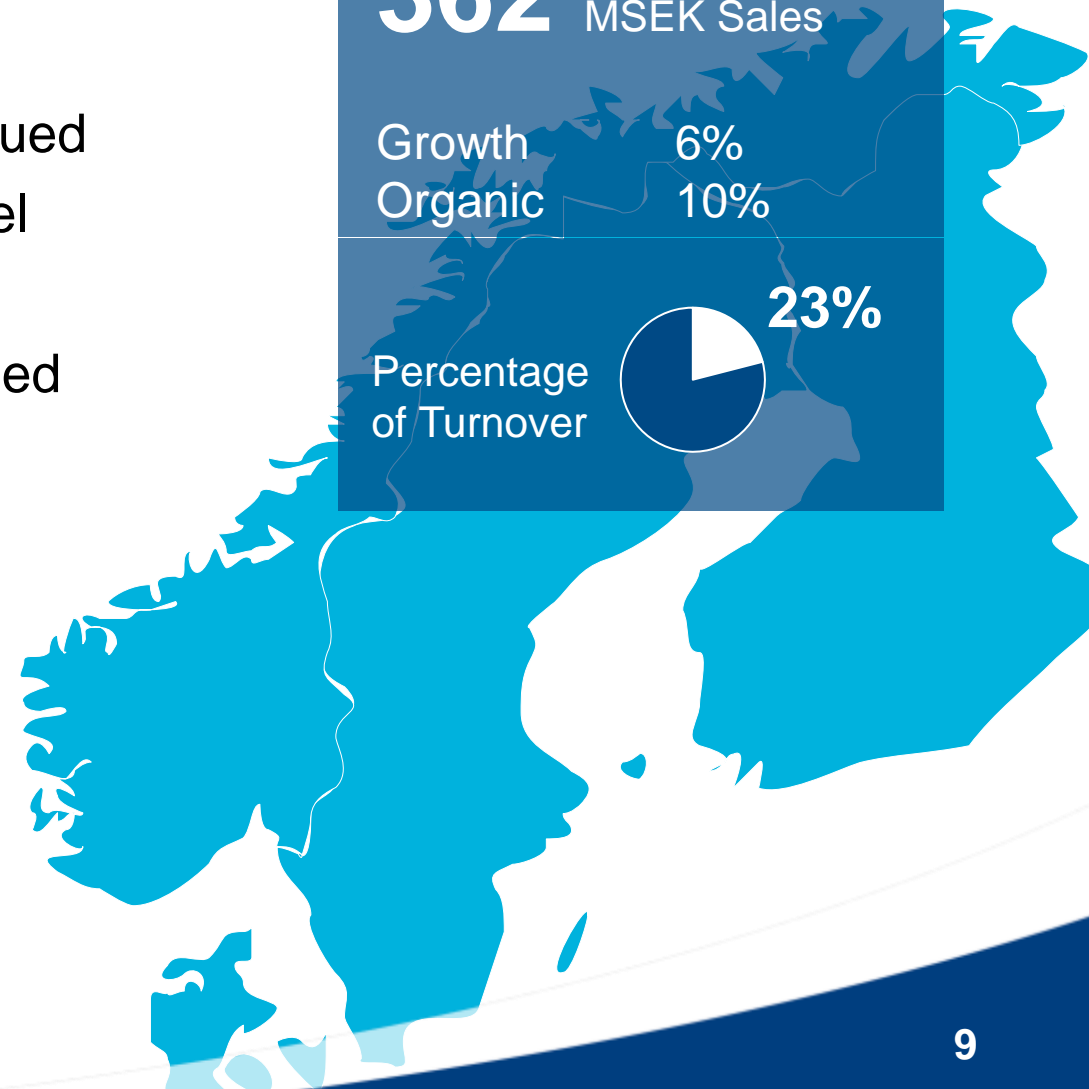 MSEK Sales
ued
Growth 6%
Organic 10%
el
23%
Percentage
of Turnover
ed
9